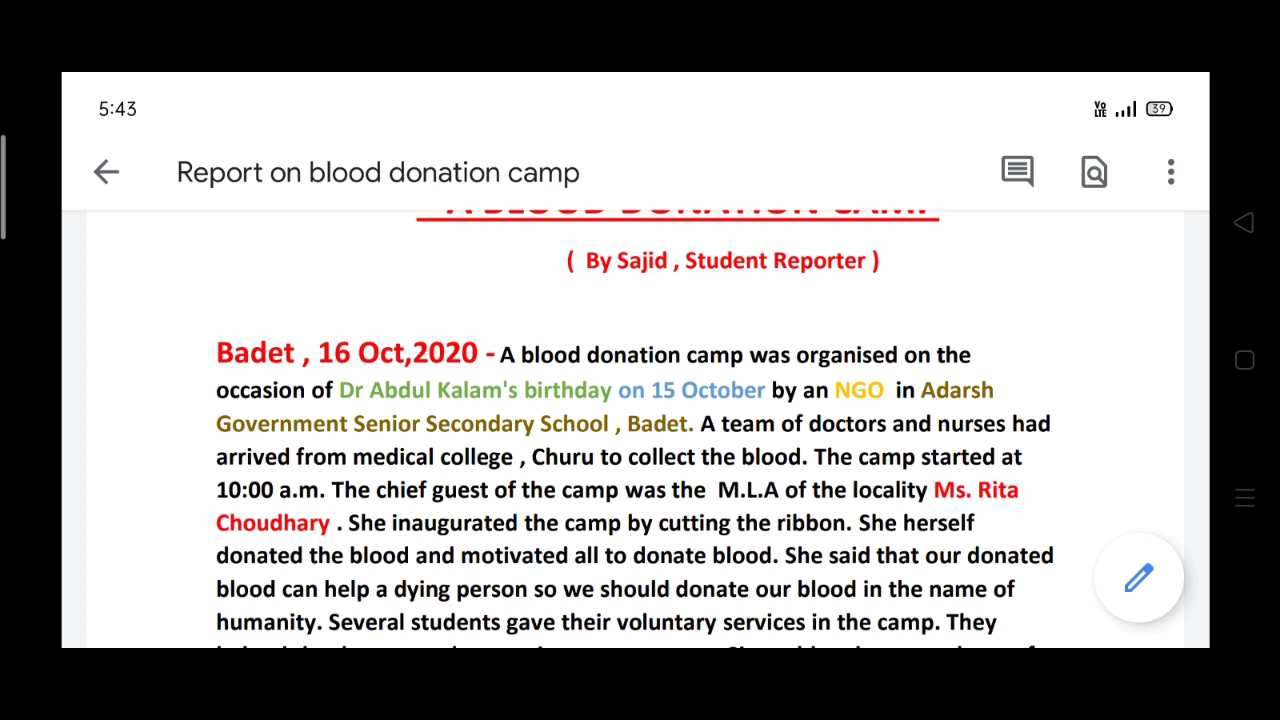 5:43
Vo LTE 39
Report on blood donation camp
A BLOOD DONATION CAMP
( By Sajid , Student Reporter )
Badet , 16 Oct,2020 - A blood donation camp was organised on the
occasion of Dr Abdul Kalam's birthday on 15 October by an NGO in Adarsh
Government Senior Secondary School , Badet. A team of doctors and nurses had
arrived from medical college , Churu to collect the blood. The camp started at
10:00 a.m. The chief guest of the camp was the M.L.A of the locality Ms. Rita
Choudhary . She inaugurated the camp by cutting the ribbon. She herself
donated the blood and motivated all to donate blood. She said that our donated
blood can help a dying person so we should donate our blood in the name of
humanity. Several students gave their voluntary services in the camp. They